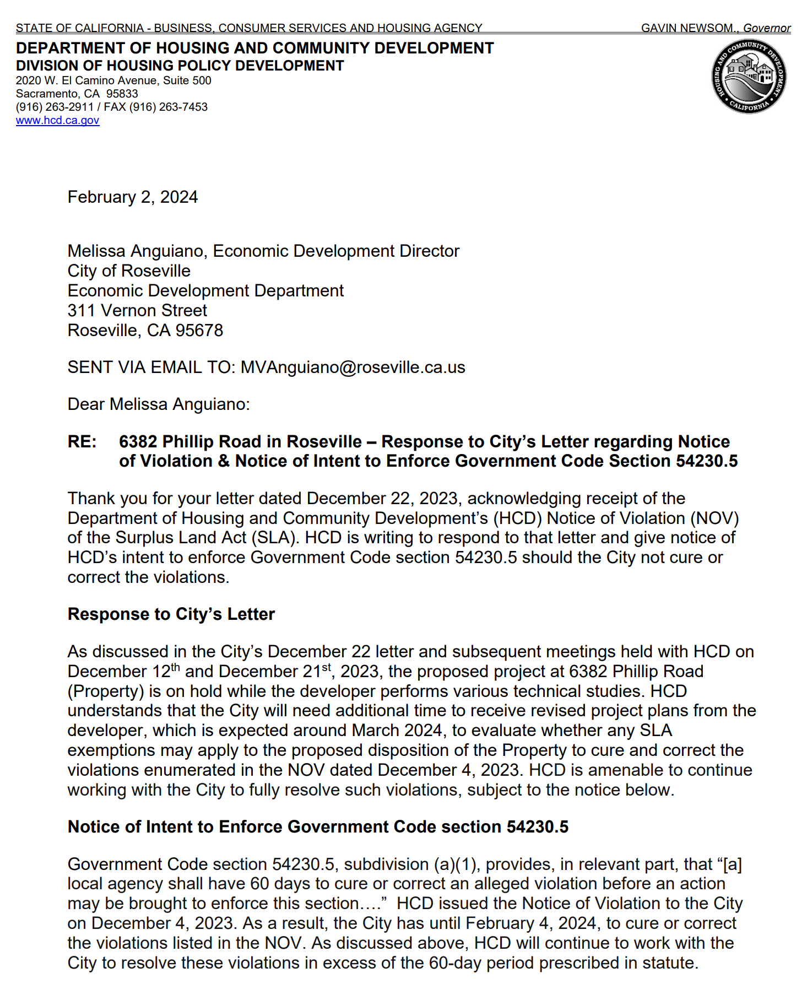 STATE OF CALIFORNIA - BUSINESS, CONSUMER SERVICES AND HOUSING AGENCY GAVIN NEWSOM., Governor
DEPARTMENT OF HOUSING AND COMMUNITY DEVELOPMENT
DIVISION OF HOUSING POLICY DEVELOPMENT
2020 W. El Camino Avenue, Suite 500
Sacramento, CA 95833
(916) 263-2911 / FAX (916) 263-7453
www.hcd.ca.gov
HOUSING AND COMMUNITY DEVELOPMENT • CALIFORNIA •
February 2, 2024
Melissa Anguiano, Economic Development Director
City of Roseville
Economic Development Department
311 Vernon Street
Roseville, CA 95678
SENT VIA EMAIL TO: MVAnguiano@roseville.ca.us
Dear Melissa Anguiano:
RE: 6382 Phillip Road in Roseville – Response to City’s Letter regarding Notice
of Violation & Notice of Intent to Enforce Government Code Section 54230.5
Thank you for your letter dated December 22, 2023, acknowledging receipt of the
Department of Housing and Community Development’s (HCD) Notice of Violation (NOV)
of the Surplus Land Act (SLA). HCD is writing to respond to that letter and give notice of
HCD’s intent to enforce Government Code section 54230.5 should the City not cure or
correct the violations.
Response to City’s Letter
As discussed in the City’s December 22 letter and subsequent meetings held with HCD on
December 12th and December 21st, 2023, the proposed project at 6382 Phillip Road
(Property) is on hold while the developer performs various technical studies. HCD
understands that the City will need additional time to receive revised project plans from the
developer, which is expected around March 2024, to evaluate whether any SLA
exemptions may apply to the proposed disposition of the Property to cure and correct the
violations enumerated in the NOV dated December 4, 2023. HCD is amenable to continue
working with the City to fully resolve such violations, subject to the notice below.
Notice of Intent to Enforce Government Code section 54230.5
Government Code section 54230.5, subdivision (a)(1), provides, in relevant part, that “[a]
local agency shall have 60 days to cure or correct an alleged violation before an action
may be brought to enforce this section….” HCD issued the Notice of Violation to the City
on December 4, 2023. As a result, the City has until February 4, 2024, to cure or correct
the violations listed in the NOV. As discussed above, HCD will continue to work with the
City to resolve these violations in excess of the 60-day period prescribed in statute.